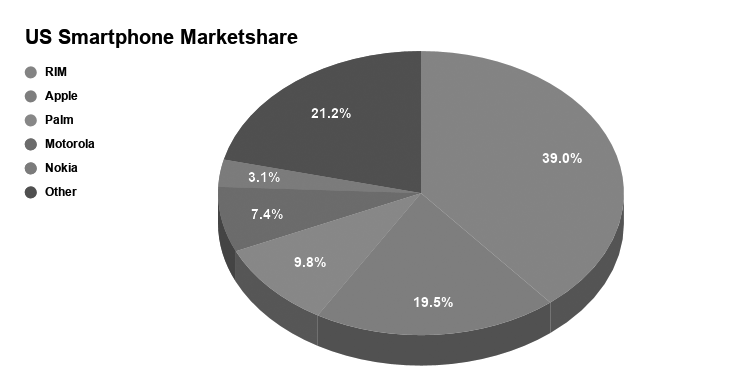 US Smartphone Marketshare
RIM
Apple
Palm
Motorola
Nokia
Other
21.2%
39.0%
3.1%
7.4%
9.8%
19.5%